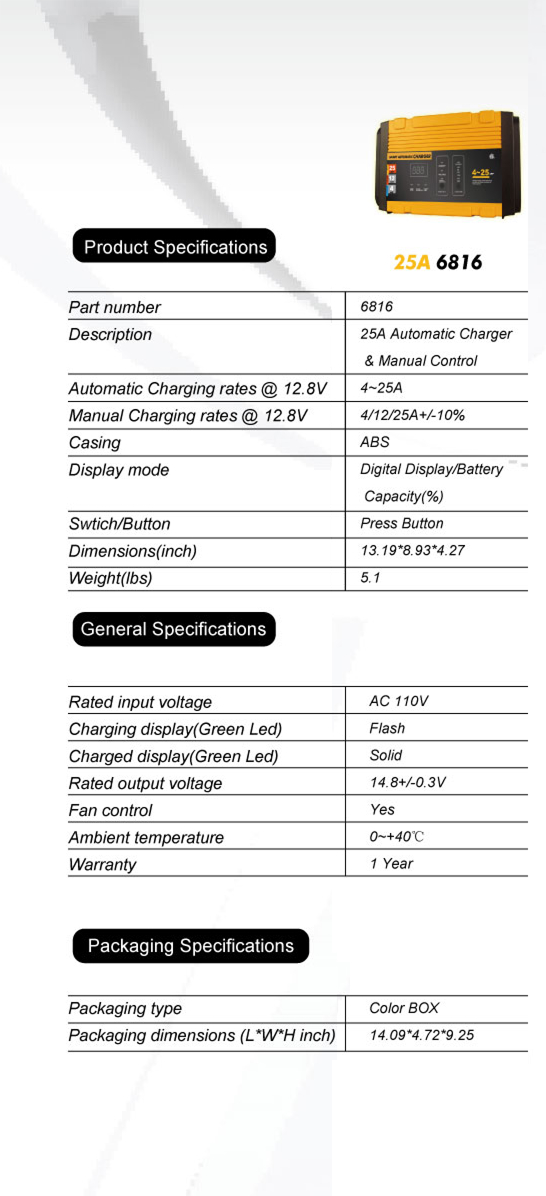 CHARGER
4~25
Product Specifications
25A 6816
Part number 6816
Description 25A Automatic Charger
& Manual Control
Automatic Charging rates @ 12.8V 4~25A
Manual Charging rates @ 12.8V 4/12/25A+/-10%
Casing ABS
Display mode Digital Display/Battery
Capacity(%)
Swtich/Button Press Button
Dimensions(inch) 13.19*8.93*4.27
Weight(lbs) 5.1
General Specifications
Rated input voltage AC 110V
Charging display(Green Led) Flash
Charged display(Green Led) Solid
Rated output voltage 14.8+/-0.3V
Fan control Yes
Ambient temperature 0~+40℃
Warranty 1 Year
Packaging Specifications
Packaging type Color BOX
Packaging dimensions (L*W*H inch) 14.09*4.72*9.25